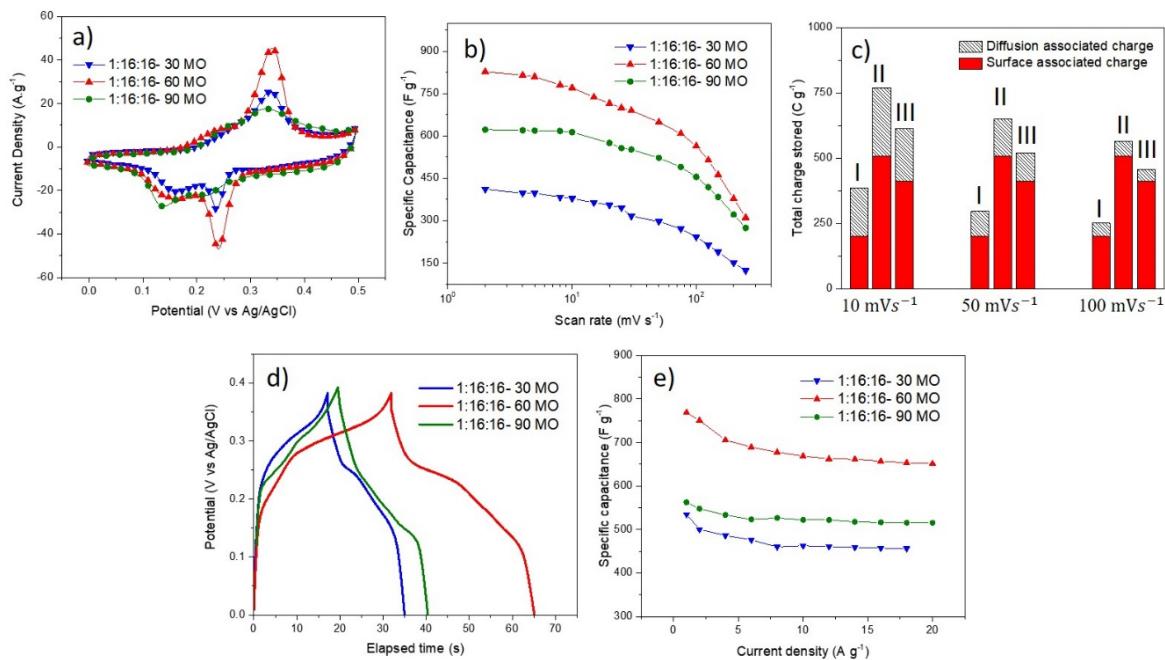 a)
1:16:16- 30 MO
1:16:16- 60 MO
1:16:16- 90 MO
Current Density (A.g⁻¹)
60
40
20
0
-20
-40
-60
0.0 0.1 0.2 0.3 0.4 0.5
Potential (V vs Ag/AgCl)
b)
1:16:16- 30 MO
1:16:16- 60 MO
1:16:16- 90 MO
Specific Capacitance (F g⁻¹)
900
750
600
450
300
150
10⁰ 10¹ 10²
Scan rate (mV s⁻¹)
c)
Diffusion associated charge
Surface associated charge
Total charge stored (C g⁻¹)
1000
750
500
250
0
I II III
I II III
I II III
10 mVs⁻¹ 50 mVs⁻¹ 100 mVs⁻¹
d)
1:16:16- 30 MO
1:16:16- 60 MO
1:16:16- 90 MO
Potential (V vs Ag/AgCl)
0.4
0.3
0.2
0.1
0.0
0 10 20 30 40 50 60 70
Elapsed time (s)
e)
1:16:16- 30 MO
1:16:16- 60 MO
1:16:16- 90 MO
Specific capacitance (F g⁻¹)
900
800
700
600
500
400
300
0 5 10 15 20
Current density (A g⁻¹)